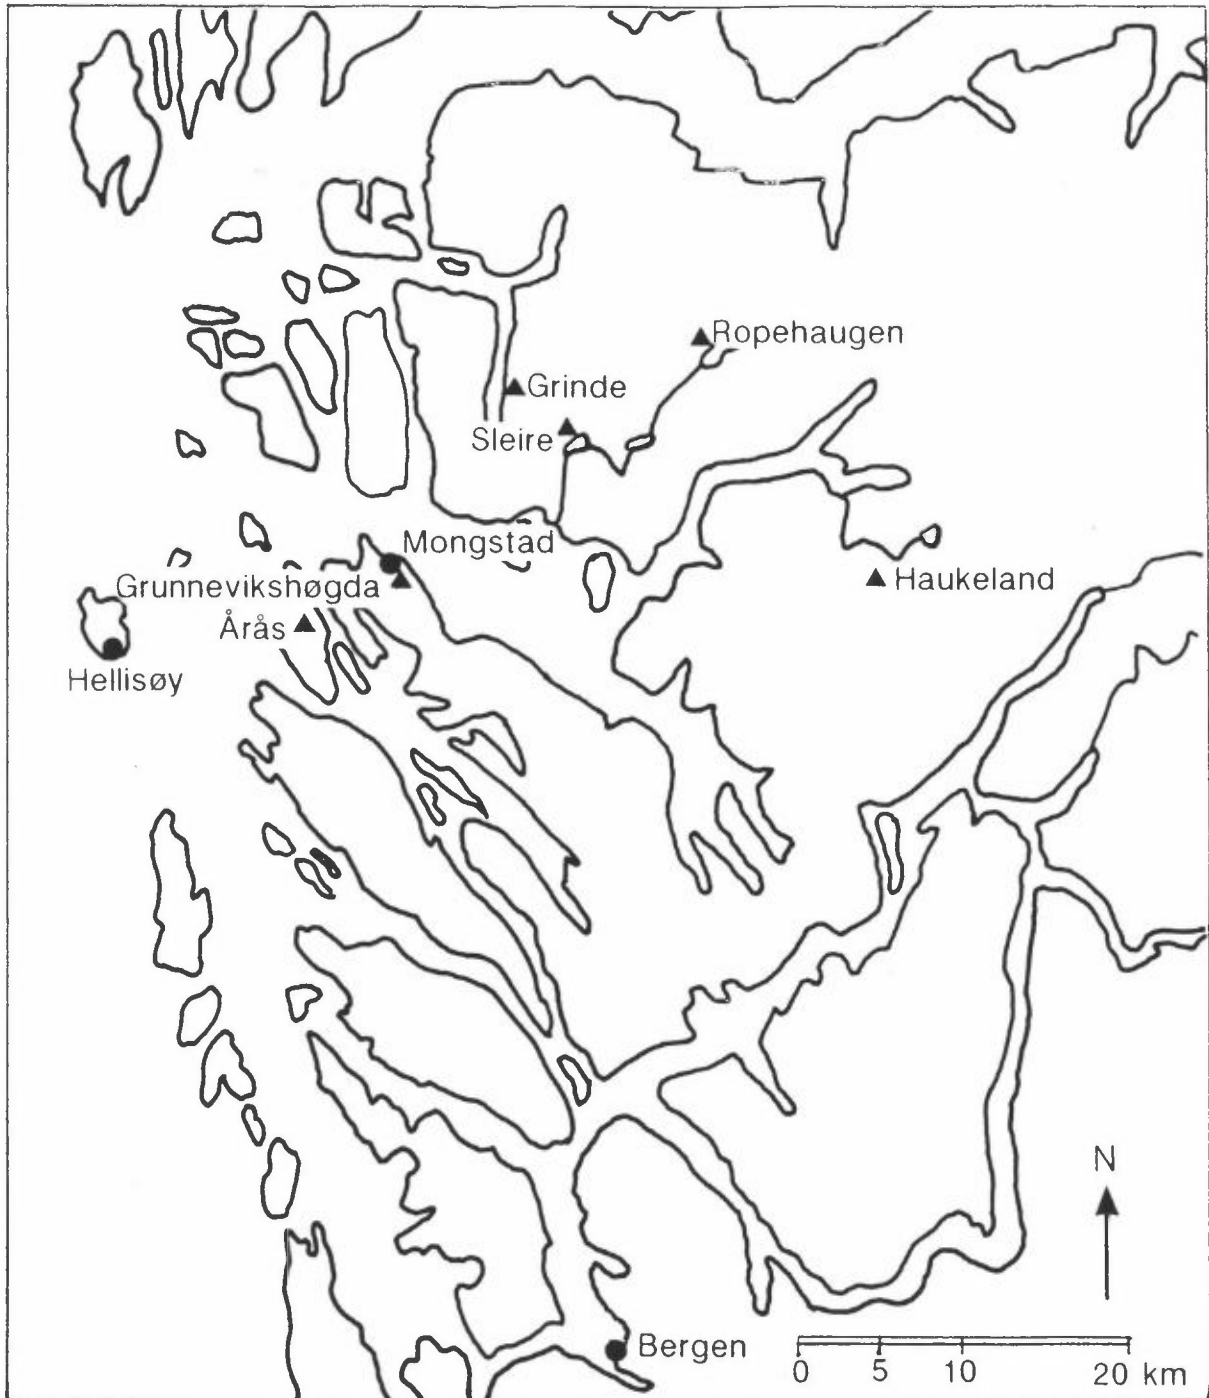 Ropehaugen
Grinde
Sleire
Mongstad
Grunnevikshøgda
Haukeland
Årås
Hellisøy
N
Bergen
0 5 10 20 km